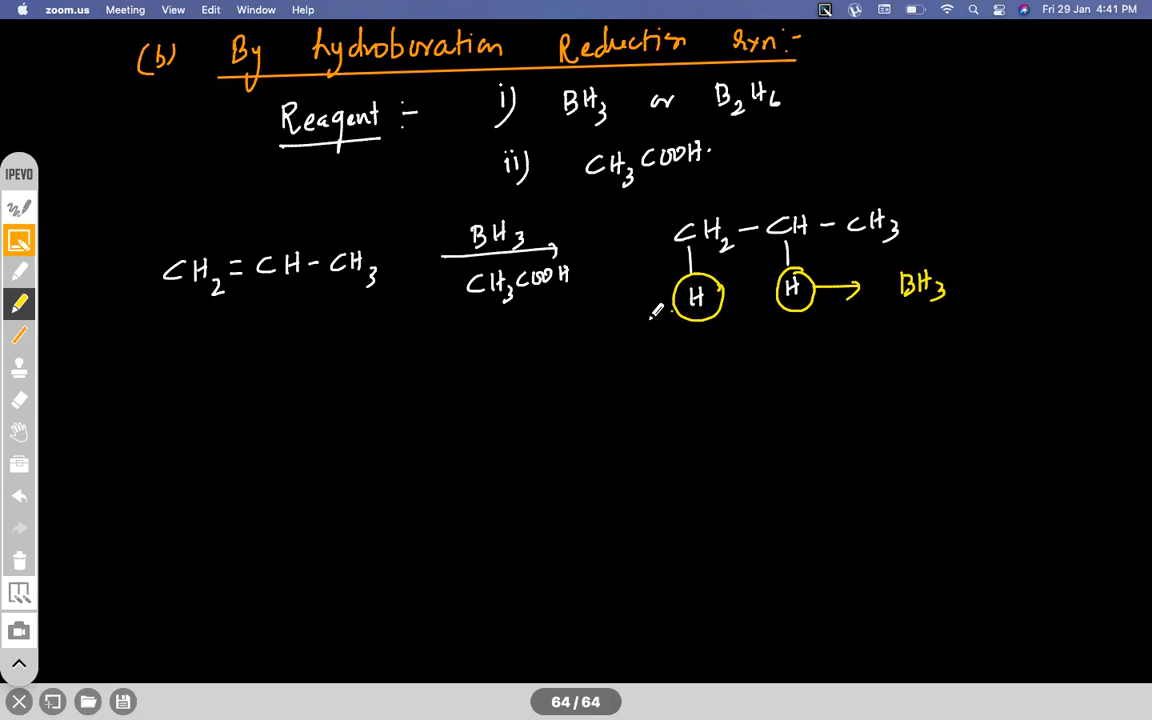 zoom.us Meeting View Edit Window Help Fri 29 Jan 4:41 PM
(b) By hydroboration Reduction rxn:-
Reagent :- i) BH3 or B2H6
ii) CH3COOH.
IPEVO
CH2 = CH - CH3 BH3 CH3COOH CH2 - CH - CH3
H H → BH3
64 / 64